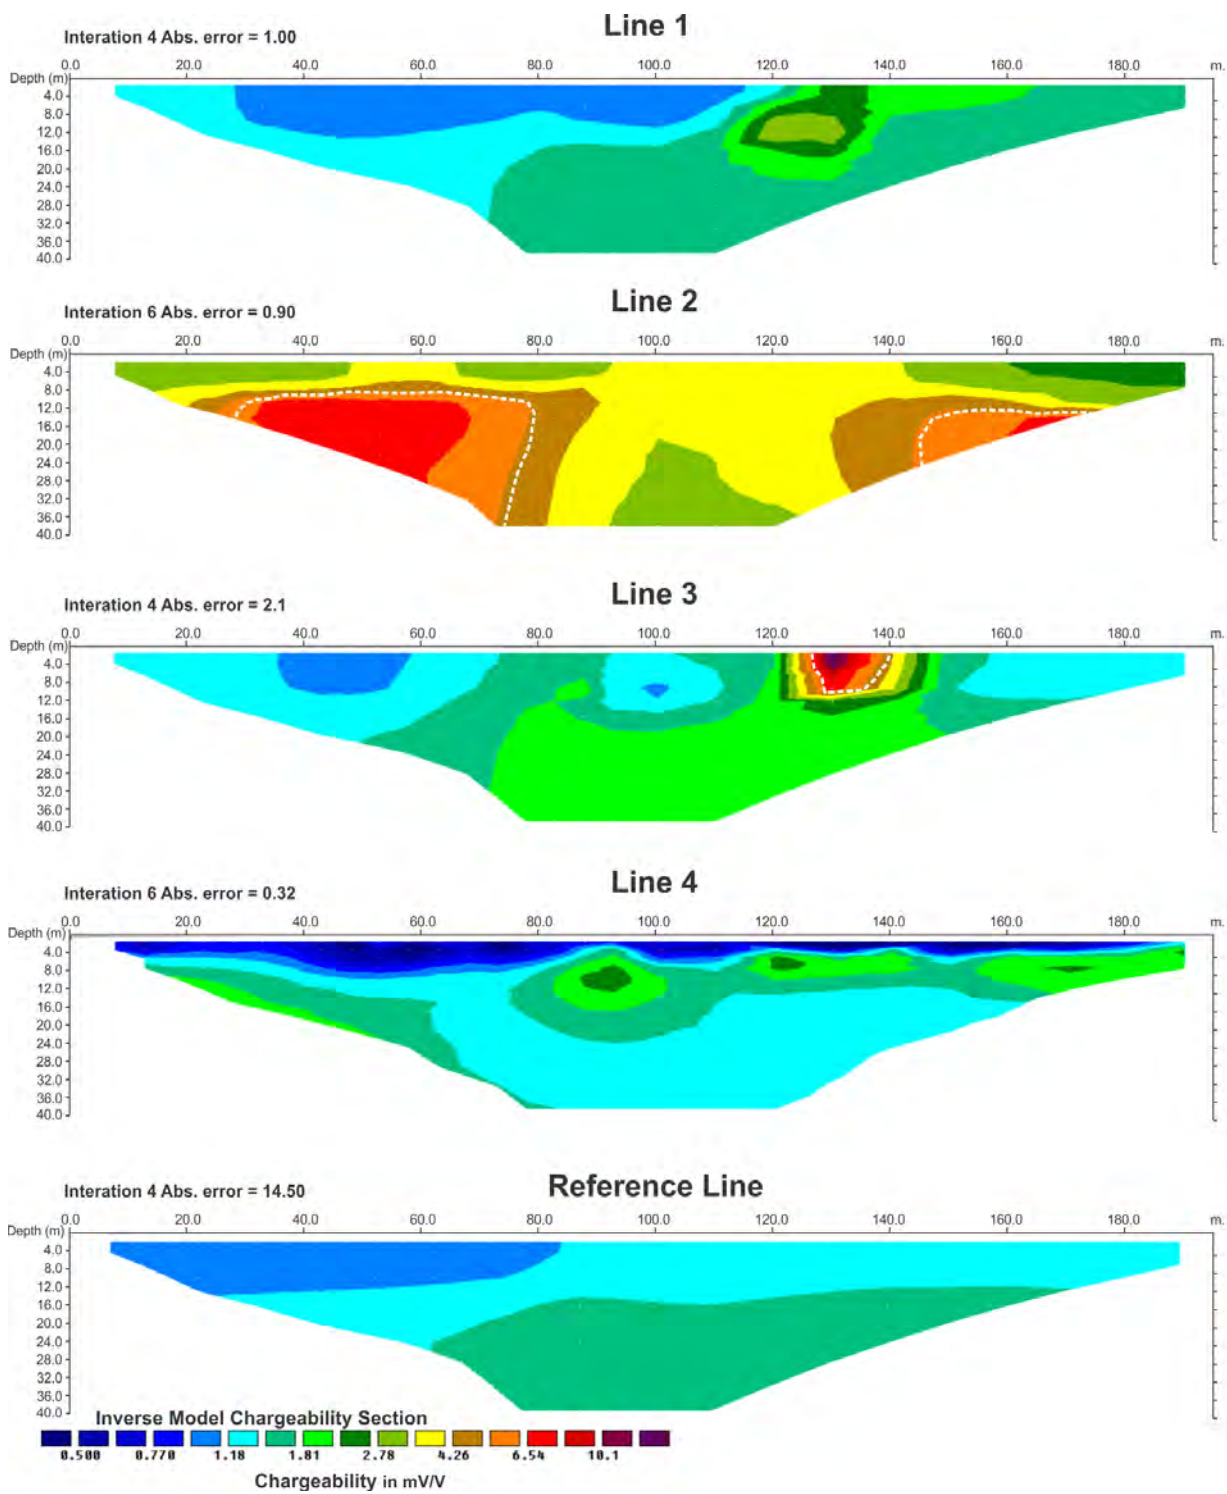 Line 1
Interation 4 Abs. error = 1.00
0.0 20.0 40.0 60.0 80.0 100.0 120.0 140.0 160.0 180.0 m.
Depth (m)
4.0
8.0
12.0
16.0
20.0
24.0
28.0
32.0
36.0
40.0
Line 2
Interation 6 Abs. error = 0.90
0.0 20.0 40.0 60.0 80.0 100.0 120.0 140.0 160.0 180.0 m.
Depth (m)
4.0
8.0
12.0
16.0
20.0
24.0
28.0
32.0
36.0
40.0
Line 3
Interation 4 Abs. error = 2.1
0.0 20.0 40.0 60.0 80.0 100.0 120.0 140.0 160.0 180.0 m.
Depth (m)
4.0
8.0
12.0
16.0
20.0
24.0
28.0
32.0
36.0
40.0
Line 4
Interation 6 Abs. error = 0.32
0.0 20.0 40.0 60.0 80.0 100.0 120.0 140.0 160.0 180.0 m.
Depth (m)
4.0
8.0
12.0
16.0
20.0
24.0
28.0
32.0
36.0
40.0
Reference Line
Interation 4 Abs. error = 14.50
0.0 20.0 40.0 60.0 80.0 100.0 120.0 140.0 160.0 180.0 m.
Depth (m)
4.0
8.0
12.0
16.0
20.0
24.0
28.0
32.0
36.0
40.0
Inverse Model Chargeability Section
0.500 0.770 1.18 1.81 2.78 4.26 6.54 10.1
Chargeability in mV/V